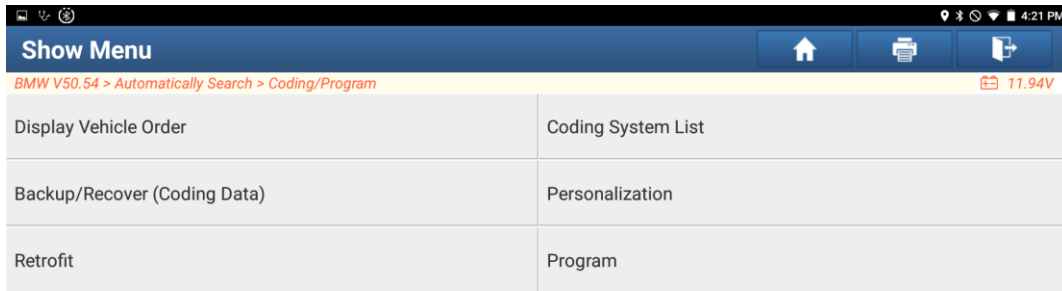 4:21 PM
Show Menu
BMW V50.54 > Automatically Search > Coding/Program
11.94V
Display Vehicle Order
Coding System List
Backup/Recover (Coding Data)
Personalization
Retrofit
Program